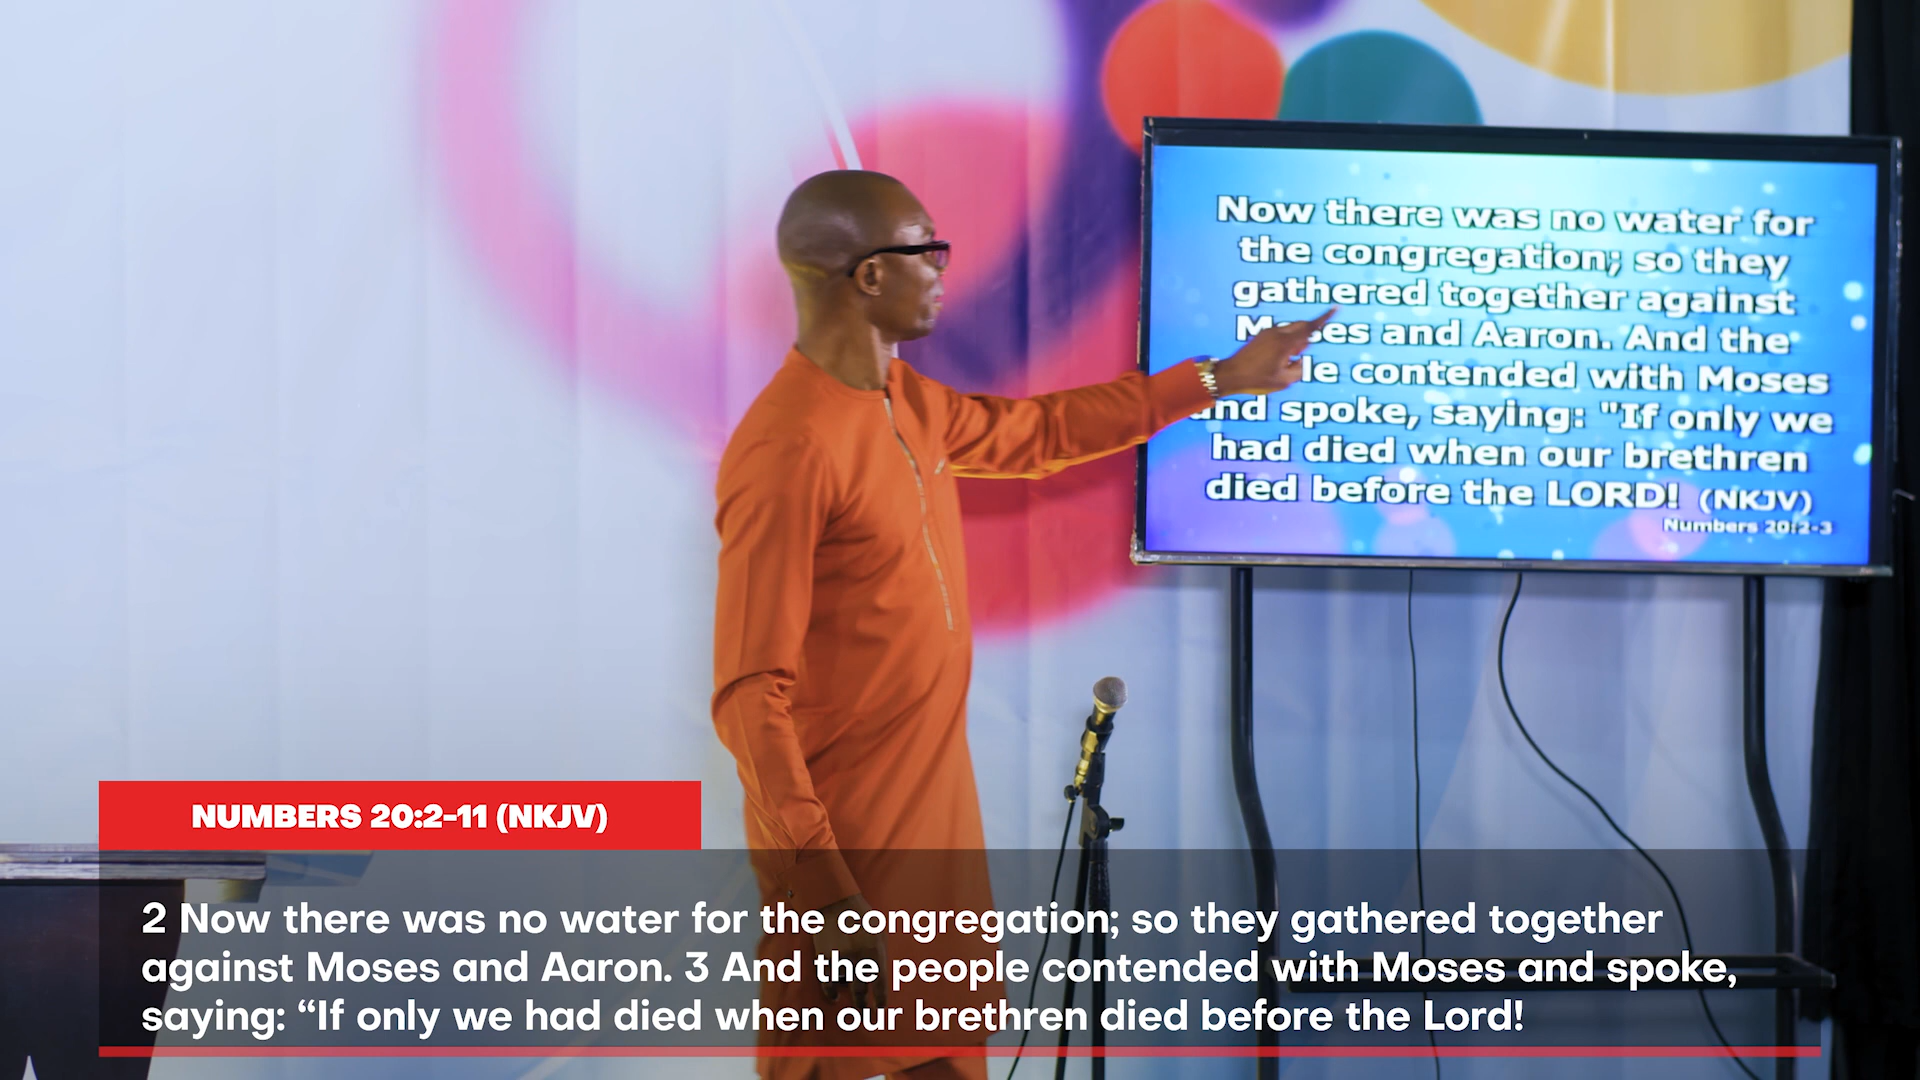 Now there was no water for
the congregation; so they
gathered together against
Moses and Aaron. And the
le contended with Moses
and spoke, saying: "If only we
had died when our brethren
died before the LORD! (NKJV)
Numbers 20:2-3
NUMBERS 20:2-11 (NKJV)
2 Now there was no water for the congregation; so they gathered together
against Moses and Aaron. 3 And the people contended with Moses and spoke,
saying: “If only we had died when our brethren died before the Lord!